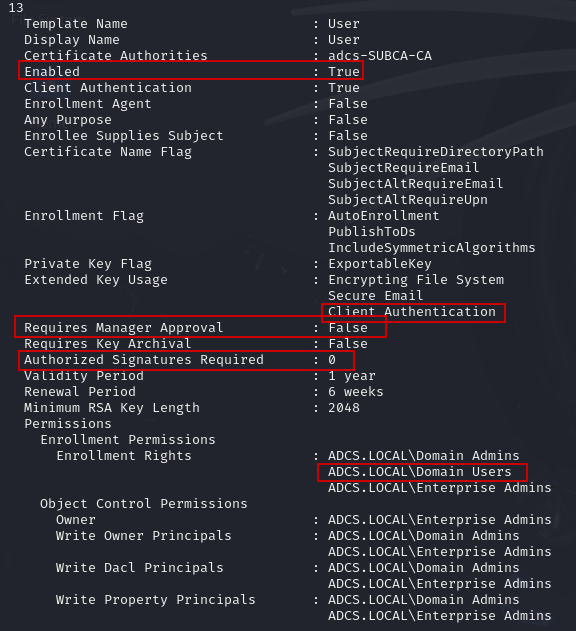 13
Template Name : User
Display Name : User
Certificate Authorities : adcs-SUBCA-CA
Enabled : True
Client Authentication : True
Enrollment Agent : False
Any Purpose : False
Enrollee Supplies Subject : False
Certificate Name Flag : SubjectRequireDirectoryPath
SubjectRequireEmail
SubjectAltRequireEmail
SubjectAltRequireUpn
Enrollment Flag : AutoEnrollment
PublishToDs
IncludeSymmetricAlgorithms
Private Key Flag : ExportableKey
Extended Key Usage : Encrypting File System
Secure Email
Client Authentication
Requires Manager Approval : False
Requires Key Archival : False
Authorized Signatures Required : 0
Validity Period : 1 year
Renewal Period : 6 weeks
Minimum RSA Key Length : 2048
Permissions
Enrollment Permissions
Enrollment Rights : ADCS.LOCAL\Domain Admins
ADCS.LOCAL\Domain Users
ADCS.LOCAL\Enterprise Admins
Object Control Permissions
Owner : ADCS.LOCAL\Enterprise Admins
Write Owner Principals : ADCS.LOCAL\Domain Admins
ADCS.LOCAL\Enterprise Admins
Write Dacl Principals : ADCS.LOCAL\Domain Admins
ADCS.LOCAL\Enterprise Admins
Write Property Principals : ADCS.LOCAL\Domain Admins
ADCS.LOCAL\Enterprise Admins